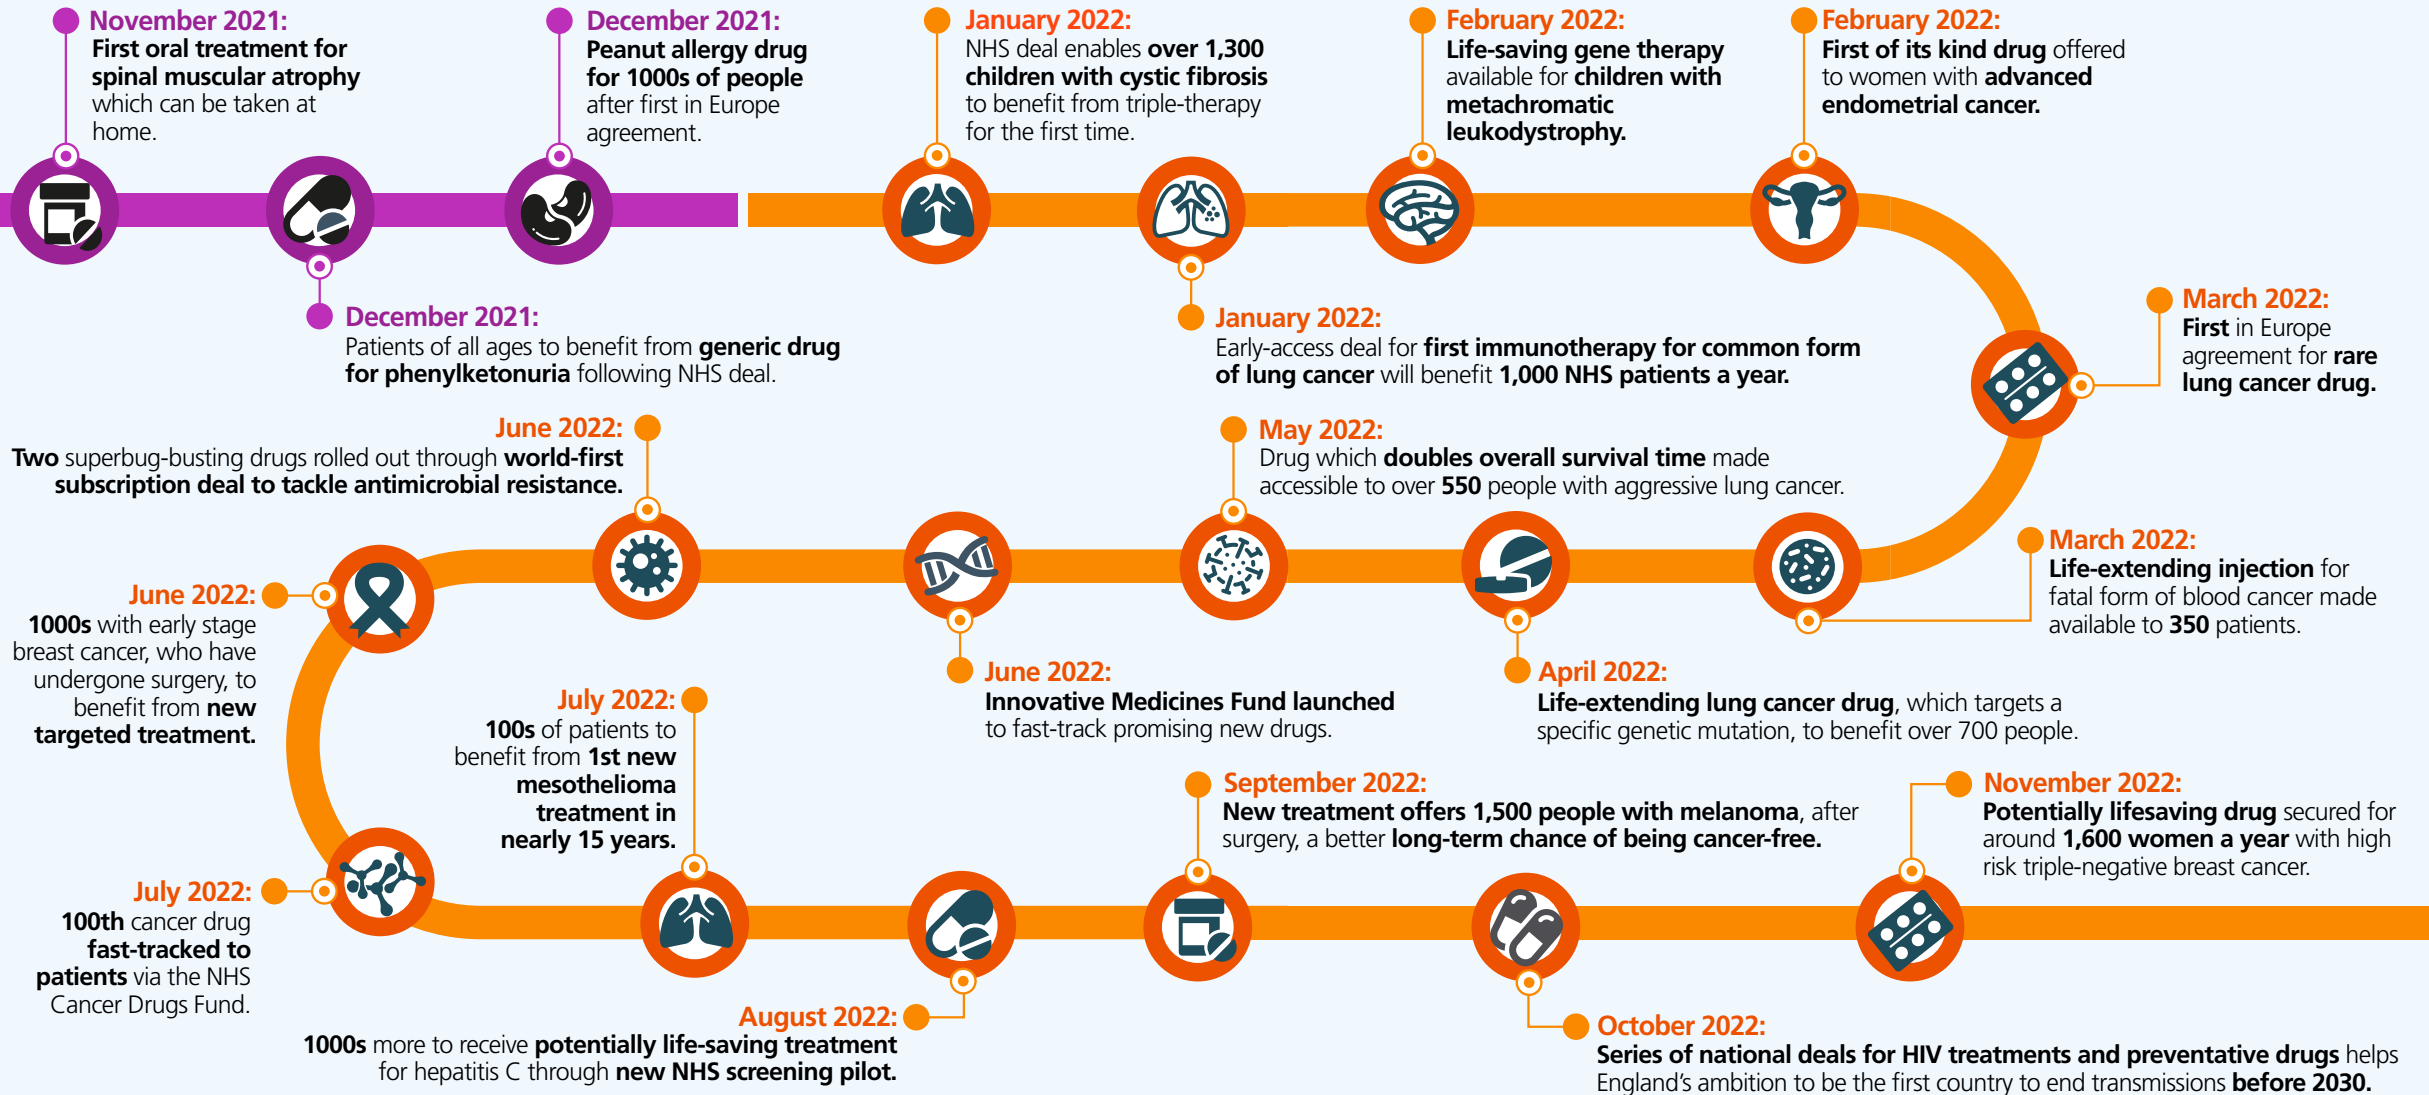 November 2021:
First oral treatment for
spinal muscular atrophy
which can be taken at
home.
December 2021:
Patients of all ages to benefit from generic drug
for phenylketonuria following NHS deal.
December 2021:
Peanut allergy drug
for 1000s of people
after first in Europe
agreement.
January 2022:
NHS deal enables over 1,300
children with cystic fibrosis
to benefit from triple-therapy
for the first time.
January 2022:
Early-access deal for first immunotherapy for common form
of lung cancer will benefit 1,000 NHS patients a year.
February 2022:
Life-saving gene therapy
available for children with
metachromatic
leukodystrophy.
February 2022:
First of its kind drug offered
to women with advanced
endometrial cancer.
March 2022:
First in Europe
agreement for rare
lung cancer drug.
March 2022:
Life-extending injection for
fatal form of blood cancer made
available to 350 patients.
April 2022:
Life-extending lung cancer drug, which targets a
specific genetic mutation, to benefit over 700 people.
May 2022:
Drug which doubles overall survival time made
accessible to over 550 people with aggressive lung cancer.
June 2022:
Innovative Medicines Fund launched
to fast-track promising new drugs.
June 2022:
Two superbug-busting drugs rolled out through world-first
subscription deal to tackle antimicrobial resistance.
June 2022:
1000s with early stage
breast cancer, who have
undergone surgery, to
benefit from new
targeted treatment.
July 2022:
100th cancer drug
fast-tracked to
patients via the NHS
Cancer Drugs Fund.
July 2022:
100s of patients to
benefit from 1st new
mesothelioma
treatment in
nearly 15 years.
August 2022:
1000s more to receive potentially life-saving treatment
for hepatitis C through new NHS screening pilot.
September 2022:
New treatment offers 1,500 people with melanoma, after
surgery, a better long-term chance of being cancer-free.
October 2022:
Series of national deals for HIV treatments and preventative drugs helps
England's ambition to be the first country to end transmissions before 2030.
November 2022:
Potentially lifesaving drug secured for
around 1,600 women a year with high
risk triple-negative breast cancer.